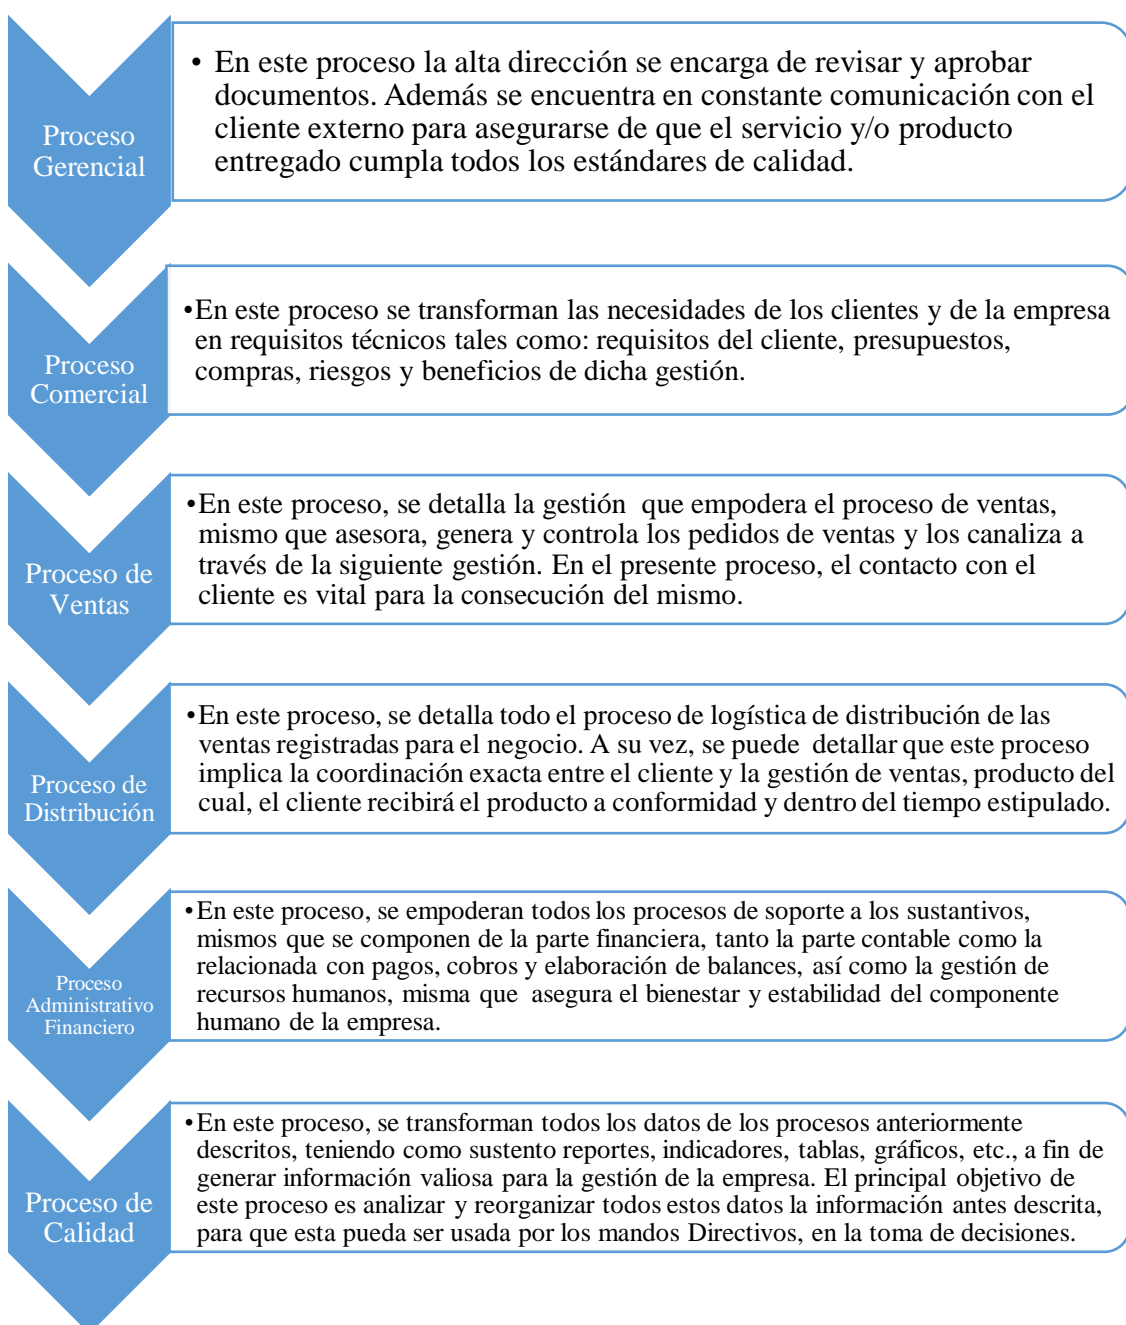 Proceso
Gerencial
• En este proceso la alta dirección se encarga de revisar y aprobar
documentos. Además se encuentra en constante comunicación con el
cliente externo para asegurarse de que el servicio y/o producto
entregado cumpla todos los estándares de calidad.
Proceso
Comercial
•En este proceso se transforman las necesidades de los clientes y de la empresa
en requisitos técnicos tales como: requisitos del cliente, presupuestos,
compras, riesgos y beneficios de dicha gestión.
Proceso de
Ventas
•En este proceso, se detalla la gestión que empodera el proceso de ventas,
mismo que asesora, genera y controla los pedidos de ventas y los canaliza a
través de la siguiente gestión. En el presente proceso, el contacto con el
cliente es vital para la consecución del mismo.
Proceso de
Distribución
•En este proceso, se detalla todo el proceso de logística de distribución de las
ventas registradas para el negocio. A su vez, se puede detallar que este proceso
implica la coordinación exacta entre el cliente y la gestión de ventas, producto del
cual, el cliente recibirá el producto a conformidad y dentro del tiempo estipulado.
Proceso
Administrativo
Financiero
•En este proceso, se empoderan todos los procesos de soporte a los sustantivos,
mismos que se componen de la parte financiera, tanto la parte contable como la
relacionada con pagos, cobros y elaboración de balances, así como la gestión de
recursos humanos, misma que asegura el bienestar y estabilidad del componente
humano de la empresa.
Proceso de
Calidad
•En este proceso, se transforman todos los datos de los procesos anteriormente
descritos, teniendo como sustento reportes, indicadores, tablas, gráficos, etc., a fin de
generar información valiosa para la gestión de la empresa. El principal objetivo de
este proceso es analizar y reorganizar todos estos datos la información antes descrita,
para que esta pueda ser usada por los mandos Directivos, en la toma de decisiones.